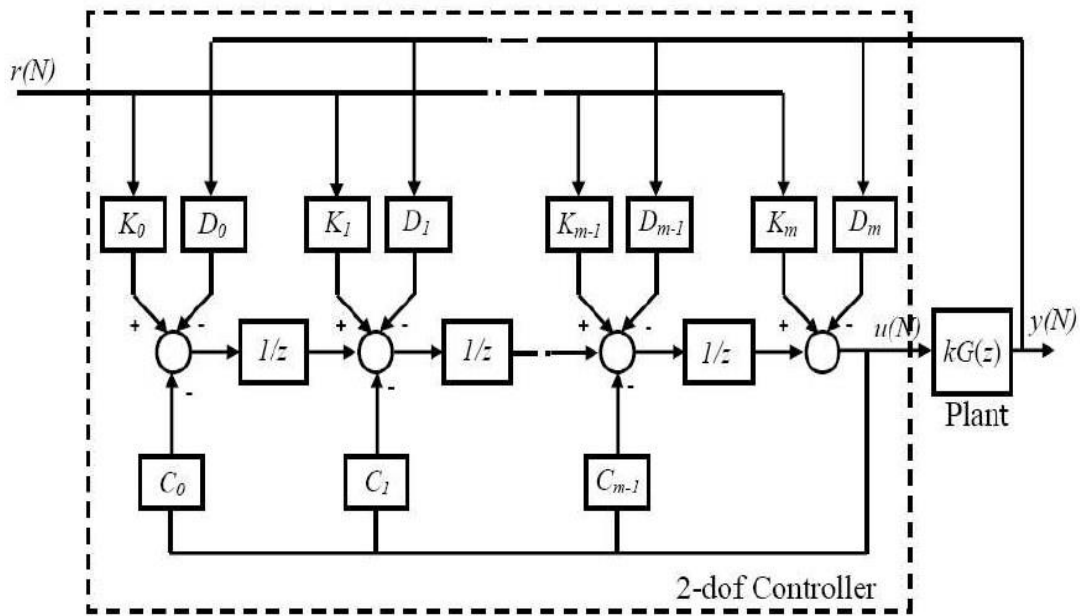 r(N)
K0 D0 K1 D1 Km-1 Dm-1 Km Dm
+ - + - + - + - u(N) y(N)
1/z 1/z 1/z kG(z)
- - - Plant
C0 C1 Cm-1
2-dof Controller